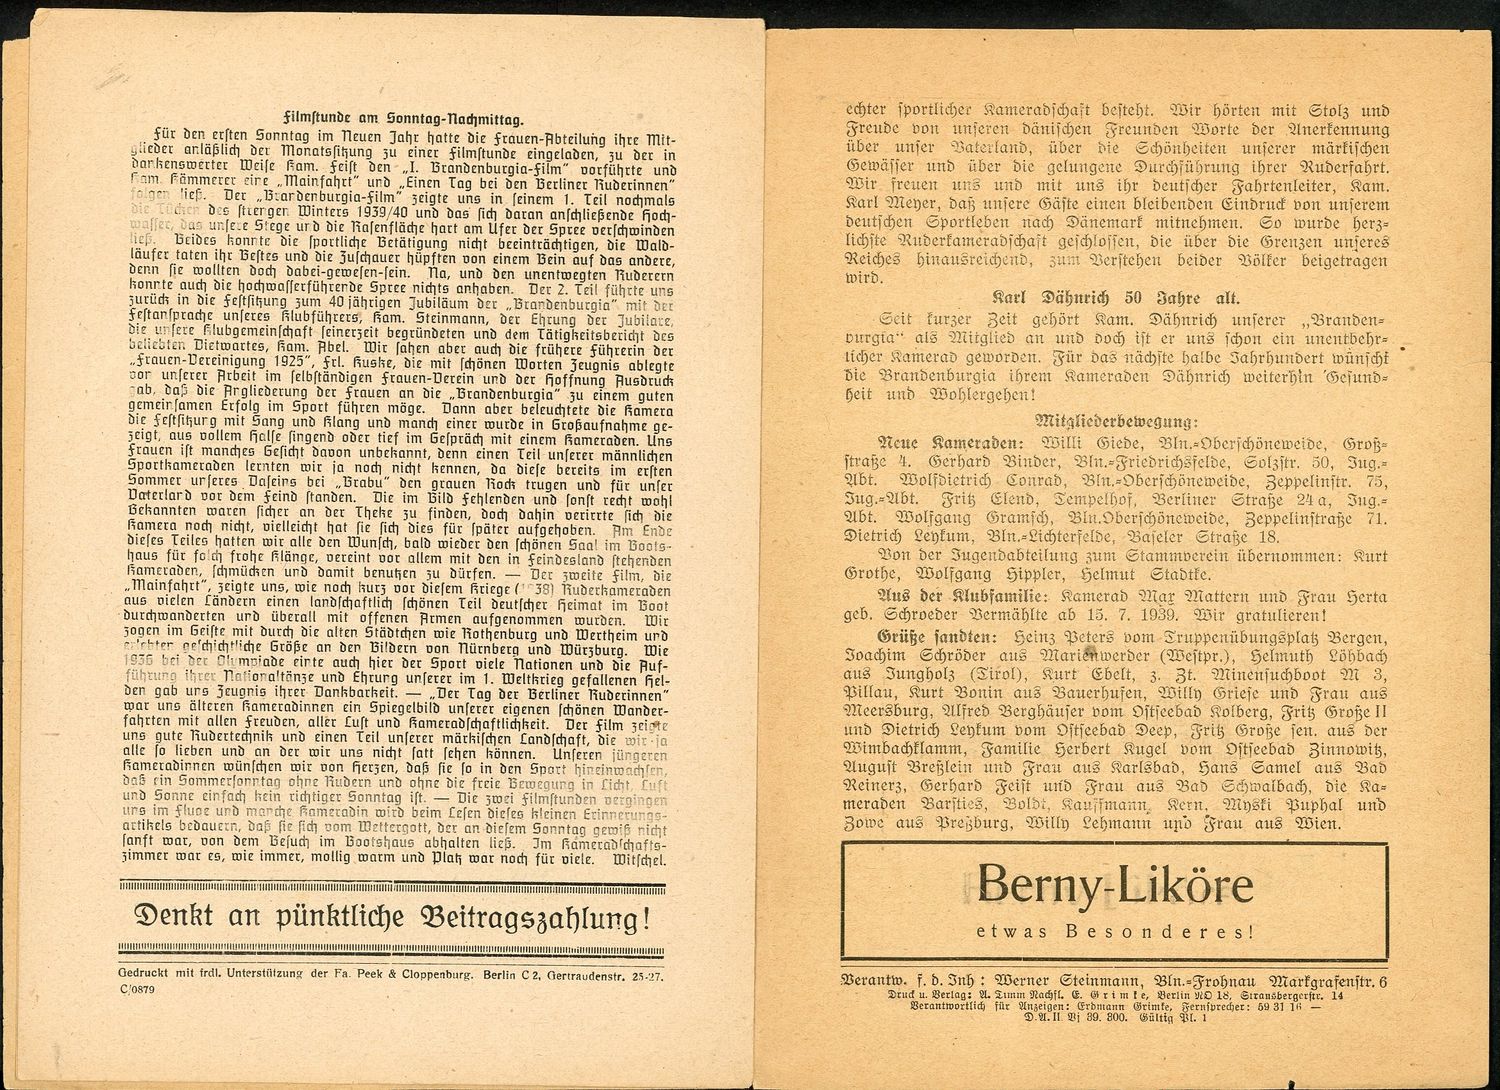 Filmstunde am Sonntag-Nachmittag.
Für den ersten Sonntag im Neuen Jahr hatte die Frauen-Abteilung ihre Mit-
glieder anläßlich der Monatssitzung zu einer Filmstunde eingeladen, zu der in
dankenswerter Weise Kam. Feist den „I. Brandenburgia-Film" vorführte und
Kam. Kämmerer eine „Mainfahrt" und „Einen Tag bei den Berliner Ruderinnen"
folgen ließ. Der „Brandenburgia-Film" zeigte uns in seinem 1. Teil nochmals
die Tücken des strengen Winters 1939/40 und das sich daran anschließende Hoch-
wasser, das unsere Stege und die Rasenfläche hart am Ufer der Spree verschwinden
ließ. Beides konnte die sportliche Betätigung nicht beeinträchtigen, die Wald-
läufer taten ihr Bestes und die Zuschauer hüpften von einem Bein auf das andere,
denn sie wollten doch dabei-gewesen-sein. Na, und den unentwegten Ruderern
konnte auch die hochwasserführende Spree nichts anhaben. Der 2. Teil führte uns
zurück in die Festsitzung zum 40 jährigen Jubiläum der „Brandenburgia" mit der
Festansprache unseres Klubführers, Kam. Steinmann, der Ehrung der Jubilare,
die unsere Klubgemeinschaft seinerzeit begründeten und dem Tätigkeitsbericht des
beliebten Dietwartes, Kam. Abel. Wir sahen aber auch die frühere Führerin der
„Frauen-Vereinigung 1925", Frl. Kuske, die mit schönen Worten Zeugnis ablegte
vor unserer Arbeit im selbständigen Frauen-Verein und der Hoffnung Ausdruck
gab, daß die Angliederung der Frauen an die „Brandenburgia" zu einem guten
gemeinsamen Erfolg im Sport führen möge. Dann aber beleuchtete die Kamera
die Festsitzung mit Sang und Klang und manch einer wurde in Großaufnahme ge-
zeigt, aus vollem Halse singend oder tief im Gespräch mit einem Kameraden. Uns
Frauen ist manches Gesicht davon unbekannt, denn einen Teil unserer männlichen
Sportkameraden lernten wir ja noch nicht kennen, da diese bereits im ersten
Sommer unseres Daseins bei „Brabu" den grauen Rock trugen und für unser
Vaterland vor dem Feind standen. Die im Bild fehlenden und sonst recht wohl
Bekannten waren sicher an der Theke zu finden, doch dahin verirrte sich die
Kamera noch nicht, vielleicht hat sie sich dies für später aufgehoben. Am Ende
dieses Teiles hatten wir alle den Wunsch, bald wieder den schönen Saal im Boots-
haus für solch frohe Klänge, vereint vor allem mit den in Feindesland stehenden
Kameraden, schmücken und damit benutzen zu dürfen. — Der zweite Film, die
„Mainfahrt", zeigte uns, wie noch kurz vor diesem Kriege (1938) Ruderkameraden
aus vielen Ländern einen landschaftlich schönen Teil deutscher Heimat im Boot
durchwanderten und überall mit offenen Armen aufgenommen wurden. Wir
zogen im Geiste mit durch die alten Städtchen wie Rothenburg und Wertheim und
erlebten geschichtliche Größe an den Bildern von Nürnberg und Würzburg. Wie
1936 bei der Olympiade einte auch hier der Sport viele Nationen und die Auf-
führung ihrer Nationaltänze und Ehrung unserer im 1. Weltkrieg gefallenen Hel-
den gab uns Zeugnis ihrer Dankbarkeit. — „Der Tag der Berliner Ruderinnen"
war uns älteren Kameradinnen ein Spiegelbild unserer eigenen schönen Wander-
fahrten mit allen Freuden, aller Lust und Kameradschaftlichkeit. Der Film zeigte
uns gute Rudertechnik und einen Teil unserer märkischen Landschaft, die wir ja
alle so lieben und an der wir uns nicht satt sehen können. Unseren jüngeren
Kameradinnen wünschen wir von Herzen, daß sie so in den Sport hineinwachsen,
daß ein Sommersonntag ohne Rudern und ohne die freie Bewegung in Licht, Luft
und Sonne einfach kein richtiger Sonntag ist. — Die zwei Filmstunden vergingen
uns im Fluge und manche Kameradin wird beim Lesen dieses kleinen Erinnerungs-
artikels bedauern, daß sie sich vom Wettergott, der an diesem Sonntag gewiß nicht
sanft war, von dem Besuch im Bootshaus abhalten ließ. Im Kameradschafts-
zimmer war es, wie immer, mollig warm und Platz war noch für viele. Witschel.
Denkt an pünktliche Beitragszahlung!
Gedruckt mit frdl. Unterstützung der Fa. Peek & Cloppenburg. Berlin C 2, Gertraudenstr. 25-27.
C/0879
echter sportlicher Kameradschaft besteht. Wir hörten mit Stolz und
Freude von unseren dänischen Freunden Worte der Anerkennung
über unser Vaterland, über die Schönheiten unserer märkischen
Gewässer und über die gelungene Durchführung ihrer Ruderfahrt.
Wir freuen uns und mit uns ihr deutscher Fahrtenleiter, Kam.
Karl Meyer, daß unsere Gäste einen bleibenden Eindruck von unserem
deutschen Sportleben nach Dänemark mitnehmen. So wurde herz-
lichste Ruderkameradschaft geschlossen, die über die Grenzen unseres
Reiches hinausreichend, zum Verstehen beider Völker beigetragen
wird.
Karl Dähnrich 50 Jahre alt.
Seit kurzer Zeit gehört Kam. Dähnrich unserer „Branden-
burgia" als Mitglied an und doch ist er uns schon ein unentbehr-
licher Kamerad geworden. Für das nächste halbe Jahrhundert wünscht
die Brandenburgia ihrem Kameraden Dähnrich weiterhin Gesund-
heit und Wohlergehen!
Mitgliederbewegung:
Neue Kameraden: Willi Giede, Bln.-Oberschöneweide, Groß-
straße 4. Gerhard Binder, Bln.-Friedrichsfelde, Solzstr. 50, Jug.-
Abt. Wolfdietrich Conrad, Bln.-Oberschöneweide, Zeppelinstr. 75,
Jug.-Abt. Fritz Elend, Tempelhof, Berliner Straße 24 a, Jug.-
Abt. Wolfgang Gramsch, Bln.Oberschöneweide, Zeppelinstraße 71.
Dietrich Leykum, Bln.-Lichterfelde, Baseler Straße 18.
Von der Jugendabteilung zum Stammverein übernommen: Kurt
Grothe, Wolfgang Hippler, Helmut Stadtke.
Aus der Klubfamilie: Kamerad Max Mattern und Frau Herta
geb. Schroeder Vermählte ab 15. 7. 1939. Wir gratulieren!
Grüße sandten: Heinz Peters vom Truppenübungsplatz Bergen,
Joachim Schröder aus Marienwerder (Westpr.), Helmuth Löhbach
aus Jungholz (Tirol), Kurt Ebelt, z. Zt. Minensuchboot M 3,
Pillau, Kurt Bonin aus Bauerhufen, Willy Griese und Frau aus
Meersburg, Alfred Berghäuser vom Ostseebad Kolberg, Fritz Große II
und Dietrich Leykum vom Ostseebad Deep, Fritz Große sen. aus der
Wimbachklamm, Familie Herbert Kugel vom Ostseebad Zinnowitz,
August Breßlein und Frau aus Karlsbad, Hans Samel aus Bad
Reinerz, Gerhard Feist und Frau aus Bad Schwalbach, die Ka-
meraden Barsties, Boldt, Kauffmann, Kern, Myski Puphal und
Zowe aus Preßburg, Willy Lehmann und Frau aus Wien.
Berny-Liköre
etwas Besonderes!
Verantw. f. d. Inh: Werner Steinmann, Bln.-Frohnau Markgrafenstr. 6
Druck u. Verlag: A. Timm Nachfl. E. Grimke, Berlin NO 18, Strausbergerstr. 14
Verantwortlich für Anzeigen: Erdmann Grimke, Fernsprecher: 59 31 16 —
D. A. II. Vj 39. 300. Gültig Pl. 1